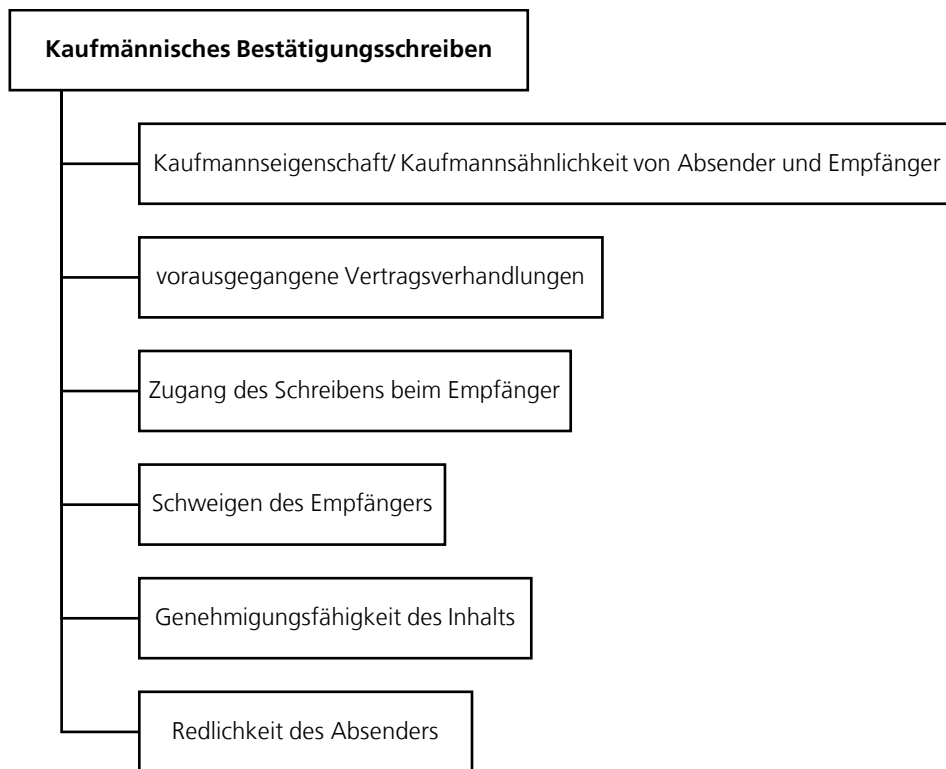 Kaufmännisches Bestätigungsschreiben
Kaufmannseigenschaft/ Kaufmannsähnlichkeit von Absender und Empfänger
vorausgegangene Vertragsverhandlungen
Zugang des Schreibens beim Empfänger
Schweigen des Empfängers
Genehmigungsfähigkeit des Inhalts
Redlichkeit des Absenders